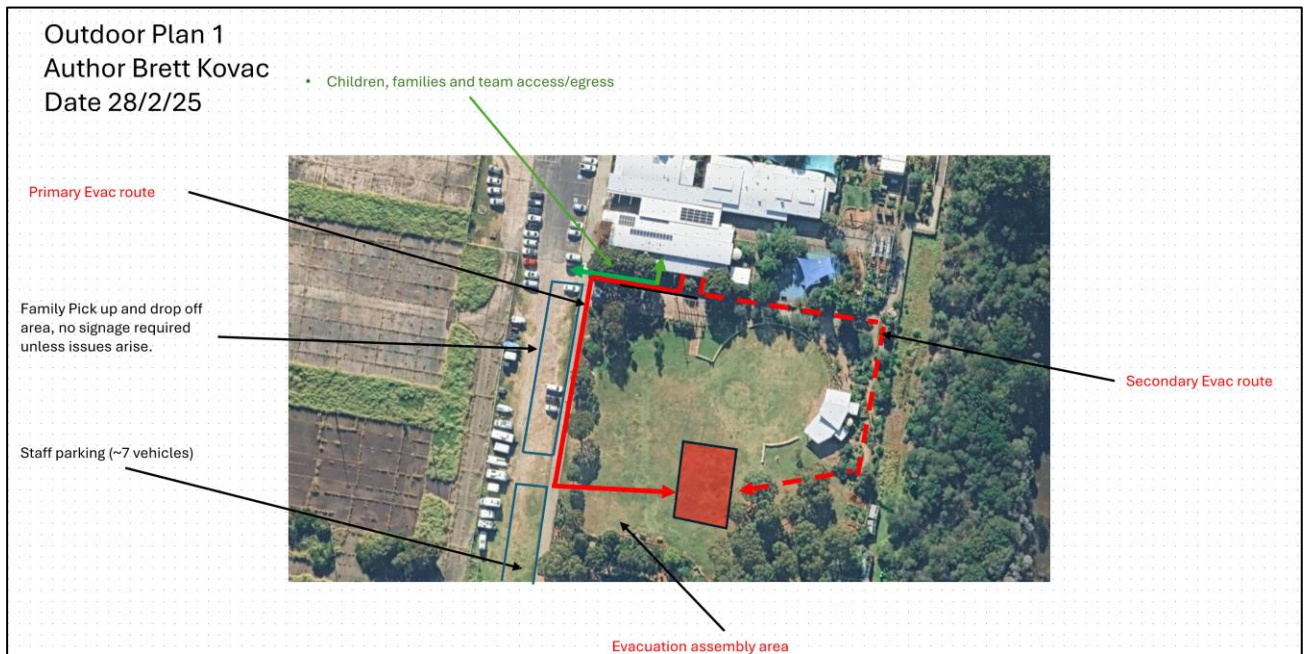 Outdoor Plan 1
Author Brett Kovac
Date 28/2/25
• Children, families and team access/egress
Primary Evac route
Family Pick up and drop off
area, no signage required
unless issues arise.
Secondary Evac route
Staff parking (~7 vehicles)
Evacuation assembly area